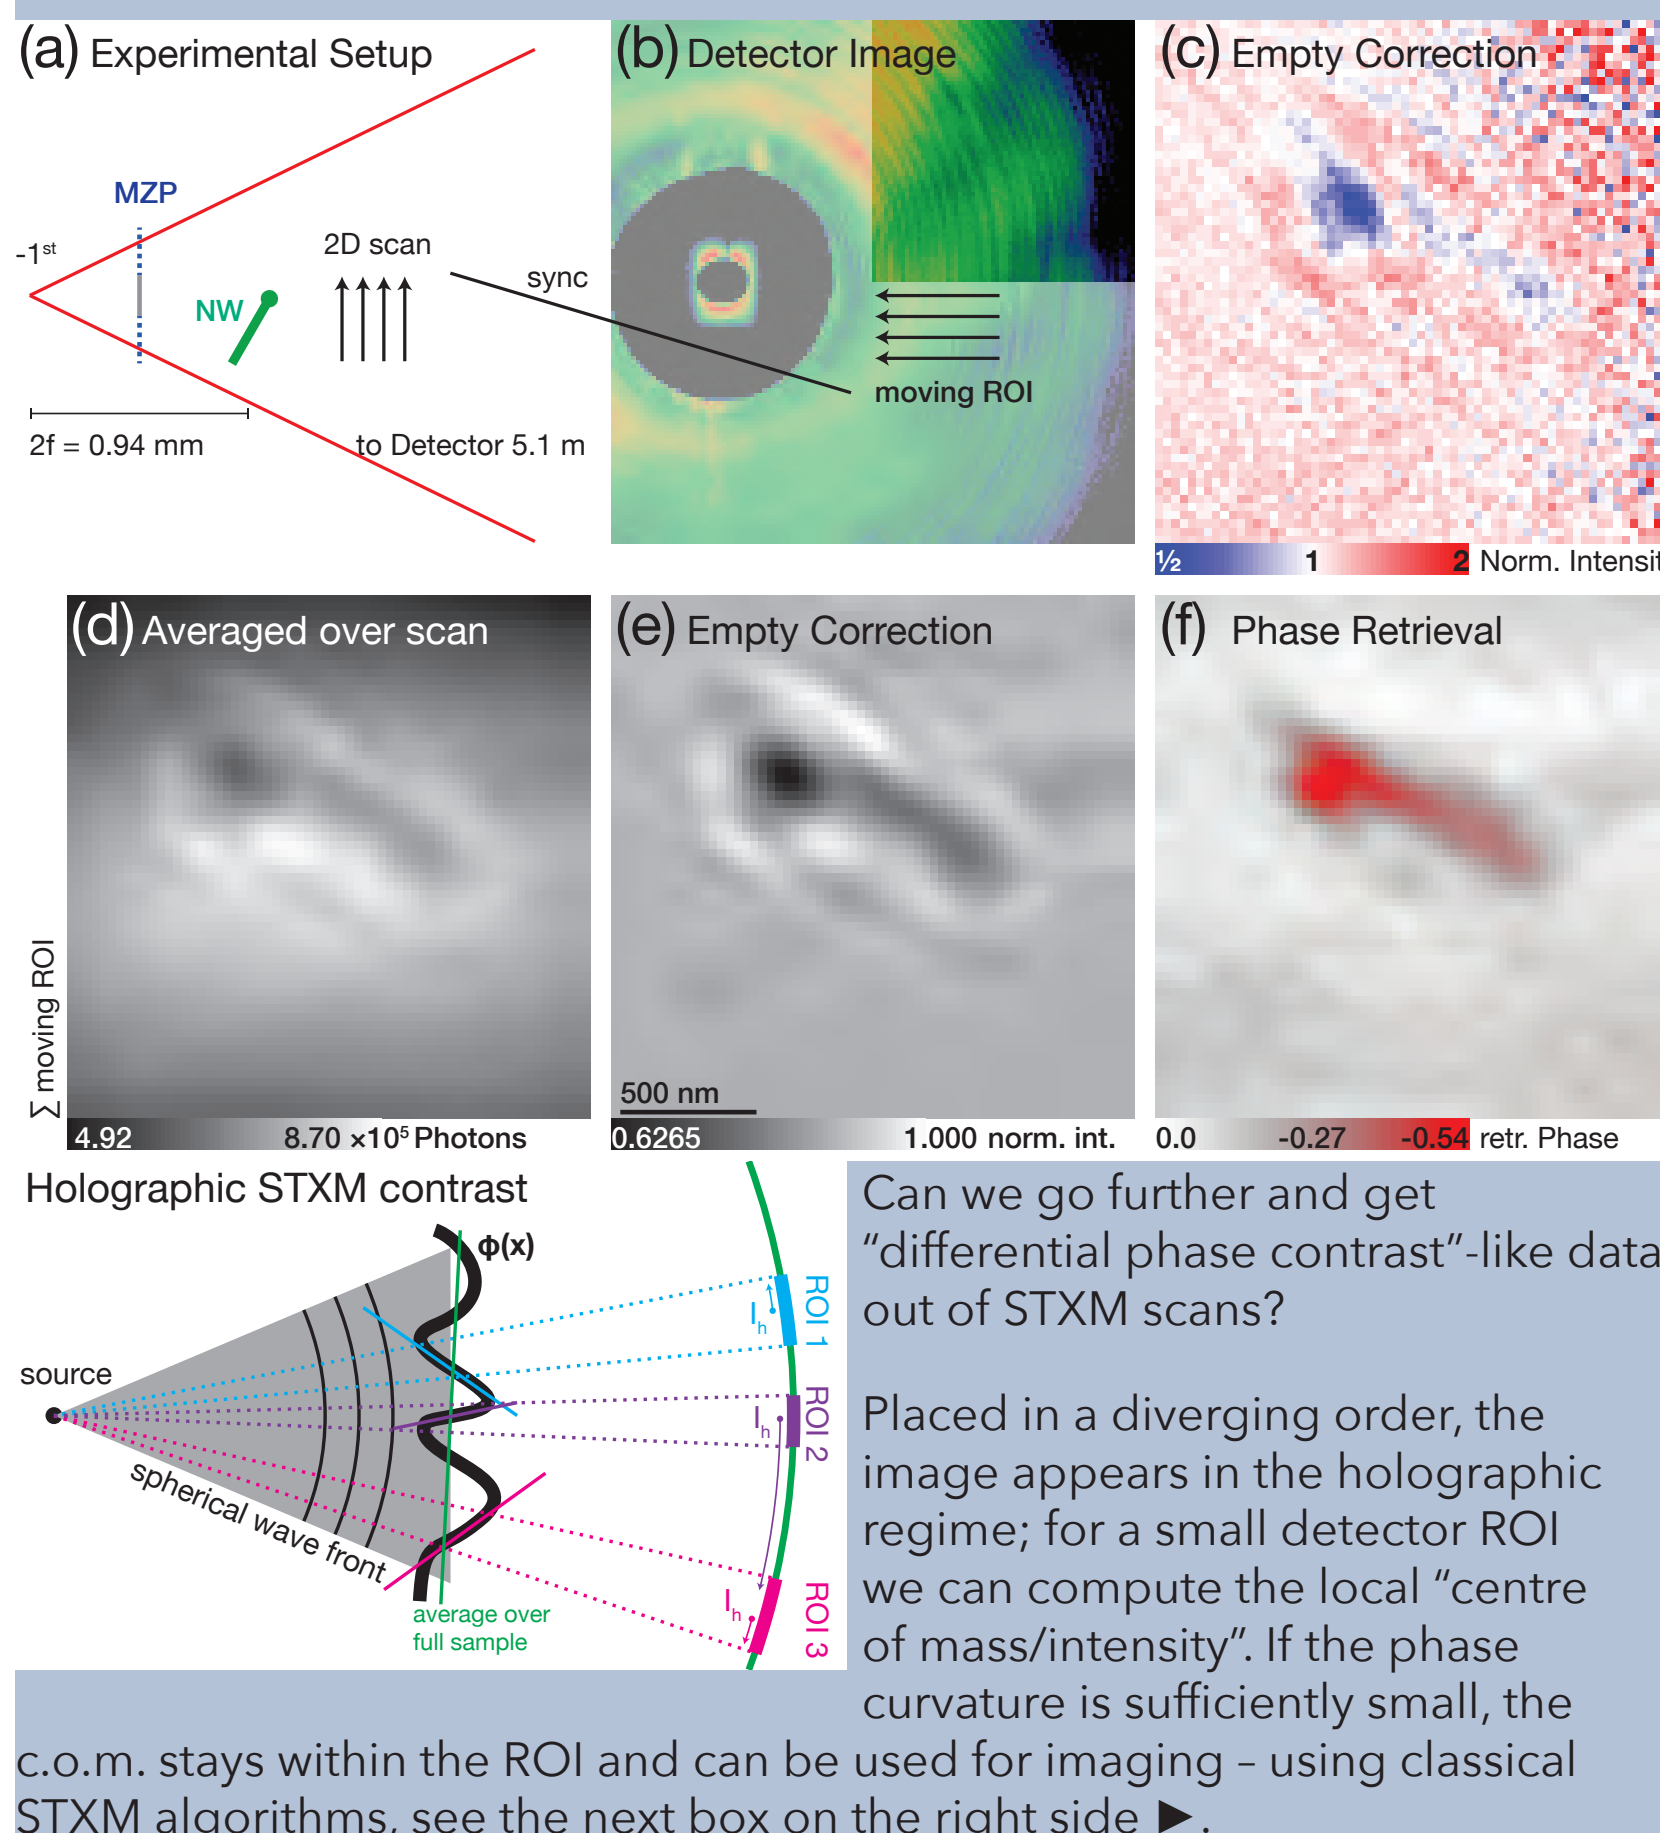 (a) Experimental Setup
MZP
-1st
2D scan
NW
sync
2f = 0.94 mm
to Detector 5.1 m
(b) Detector Image
moving ROI
(c) Empty Correction
½ 1 2 Norm. Intensit
(d) Averaged over scan
∑ moving ROI
4.92 8.70 ×10⁵ Photons
(e) Empty Correction
500 nm
0.6265 1.000 norm. int.
(f) Phase Retrieval
0.0 -0.27 -0.54 retr. Phase
Holographic STXM contrast
ϕ(x)
source
spherical wave front
average over
full sample
Ih
ROI 1
Ih
ROI 2
Ih
ROI 3
Can we go further and get
“differential phase contrast”-like data
out of STXM scans?
Placed in a diverging order, the
image appears in the holographic
regime; for a small detector ROI
we can compute the local “centre
of mass/intensity”. If the phase
curvature is sufficiently small, the
c.o.m. stays within the ROI and can be used for imaging – using classical
STXM algorithms, see the next box on the right side ►.